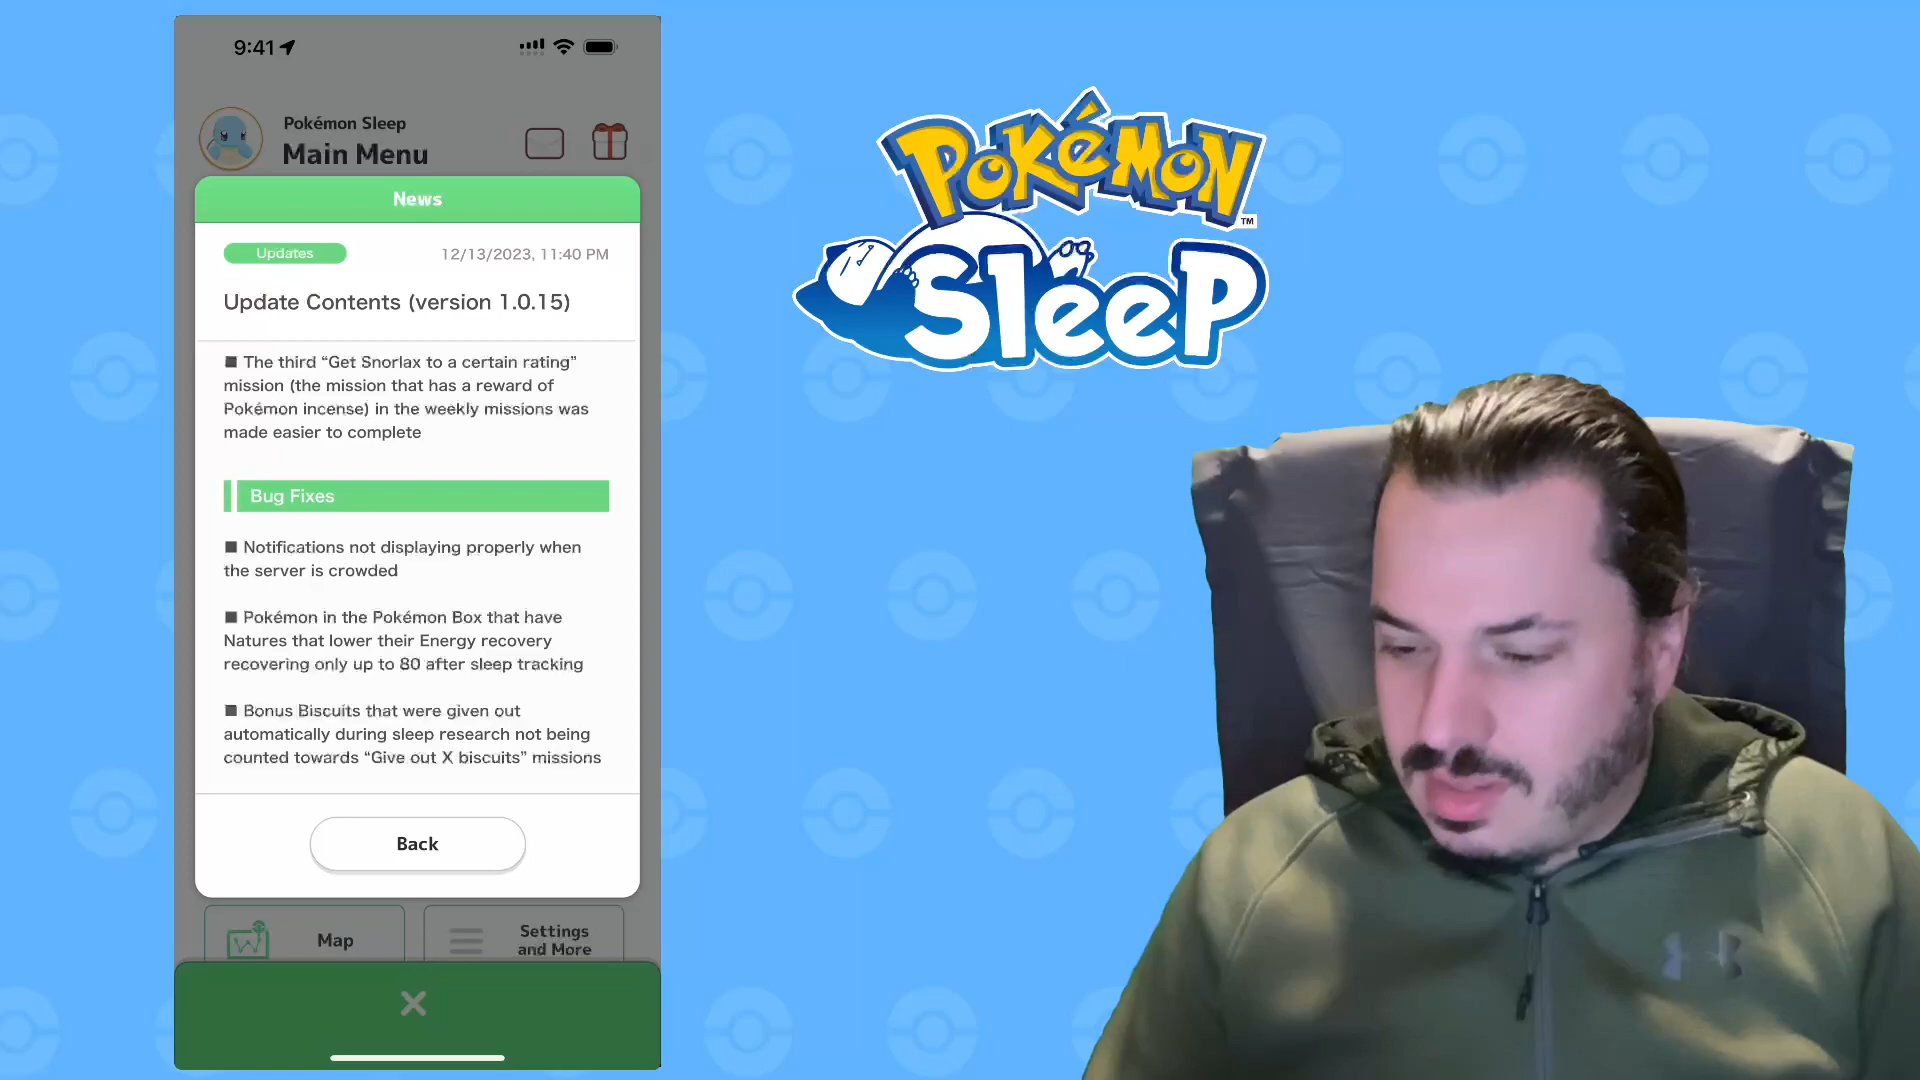 9:41
Pokémon Sleep
Main Menu
News
Updates
12/13/2023, 11:40 PM
Update Contents (version 1.0.15)
■ The third “Get Snorlax to a certain rating”
mission (the mission that has a reward of
Pokémon incense) in the weekly missions was
made easier to complete
Bug Fixes
■ Notifications not displaying properly when
the server is crowded
■ Pokémon in the Pokémon Box that have
Natures that lower their Energy recovery
recovering only up to 80 after sleep tracking
■ Bonus Biscuits that were given out
automatically during sleep research not being
counted towards “Give out X biscuits” missions
Back
Map
Settings
and More
POKéMON
TM
Sleep